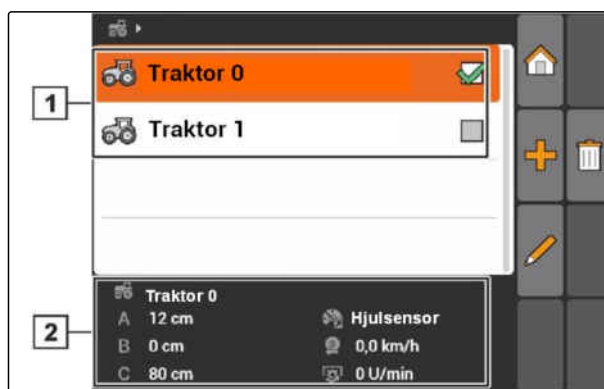 1
Traktor 0
Traktor 1
2
Traktor 0
A 12 cm Hjulsensor
B 0 cm 0,0 km/h
C 80 cm 0 U/min